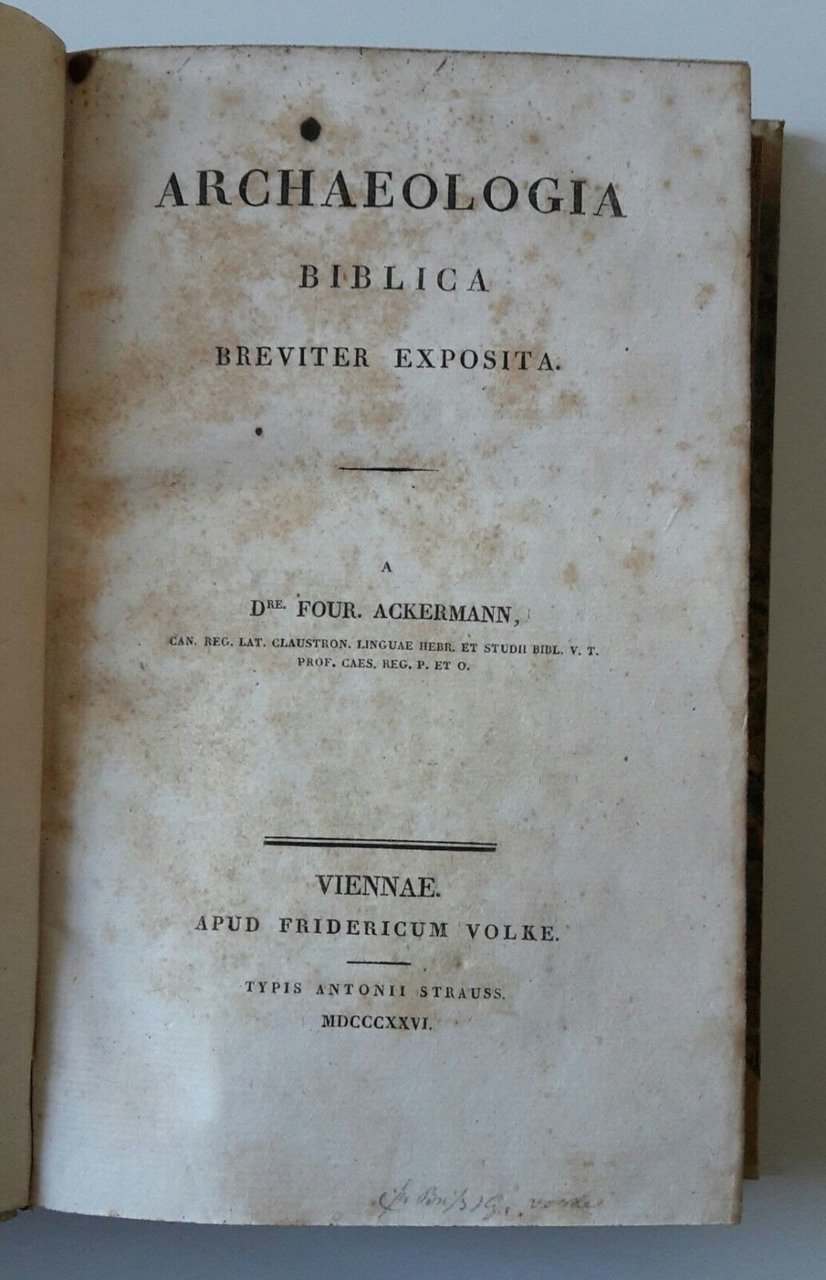 ARCHAEOLOGIA
BIBLICA
BREVITER EXPOSITA.
A
DRE. FOUR. ACKERMANN,
CAN. REG. LAT. CLAUSTRON. LINGUAE HEBR. ET STUDII BIBL. V. T.
PROF. CAES. REG. P. ET O.
VIENNAE.
APUD FRIDERICUM VOLKE.
TYPIS ANTONII STRAUSS.
MDCCCXXVI.